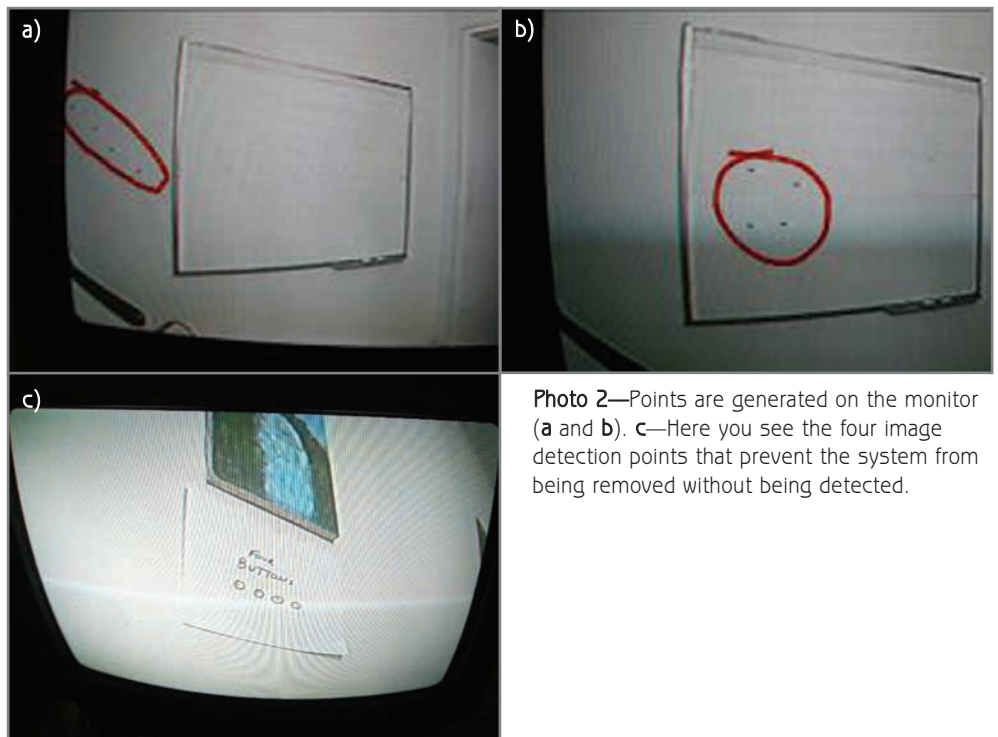 a)
b)
c)
FOUR
BUTTONS
Photo 2—Points are generated on the monitor
(a and b). c—Here you see the four image
detection points that prevent the system from
being removed without being detected.